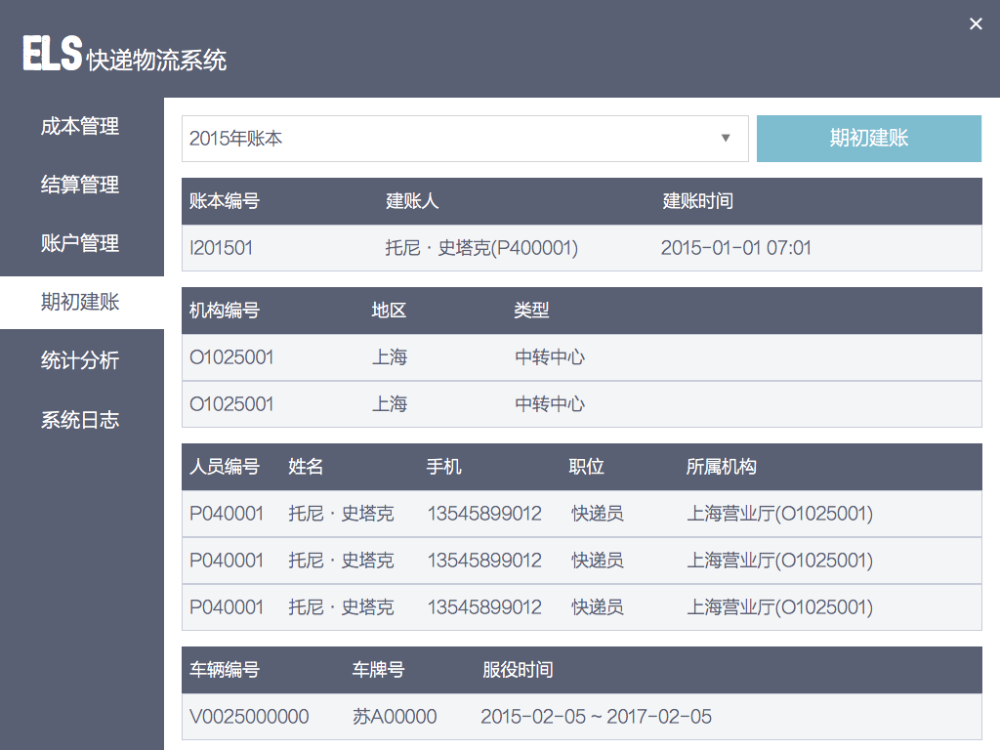 ×
ELS 快递物流系统
成本管理
结算管理
账户管理
期初建账
统计分析
系统日志
2015年账本 ▼ 期初建账
账本编号 建账人 建账时间
I201501 托尼·史塔克(P400001) 2015-01-01 07:01
机构编号 地区 类型
O1025001 上海 中转中心
O1025001 上海 中转中心
人员编号 姓名 手机 职位 所属机构
P040001 托尼·史塔克 13545899012 快递员 上海营业厅(O1025001)
P040001 托尼·史塔克 13545899012 快递员 上海营业厅(O1025001)
P040001 托尼·史塔克 13545899012 快递员 上海营业厅(O1025001)
车辆编号 车牌号 服役时间
V0025000000 苏A00000 2015-02-05 ~ 2017-02-05